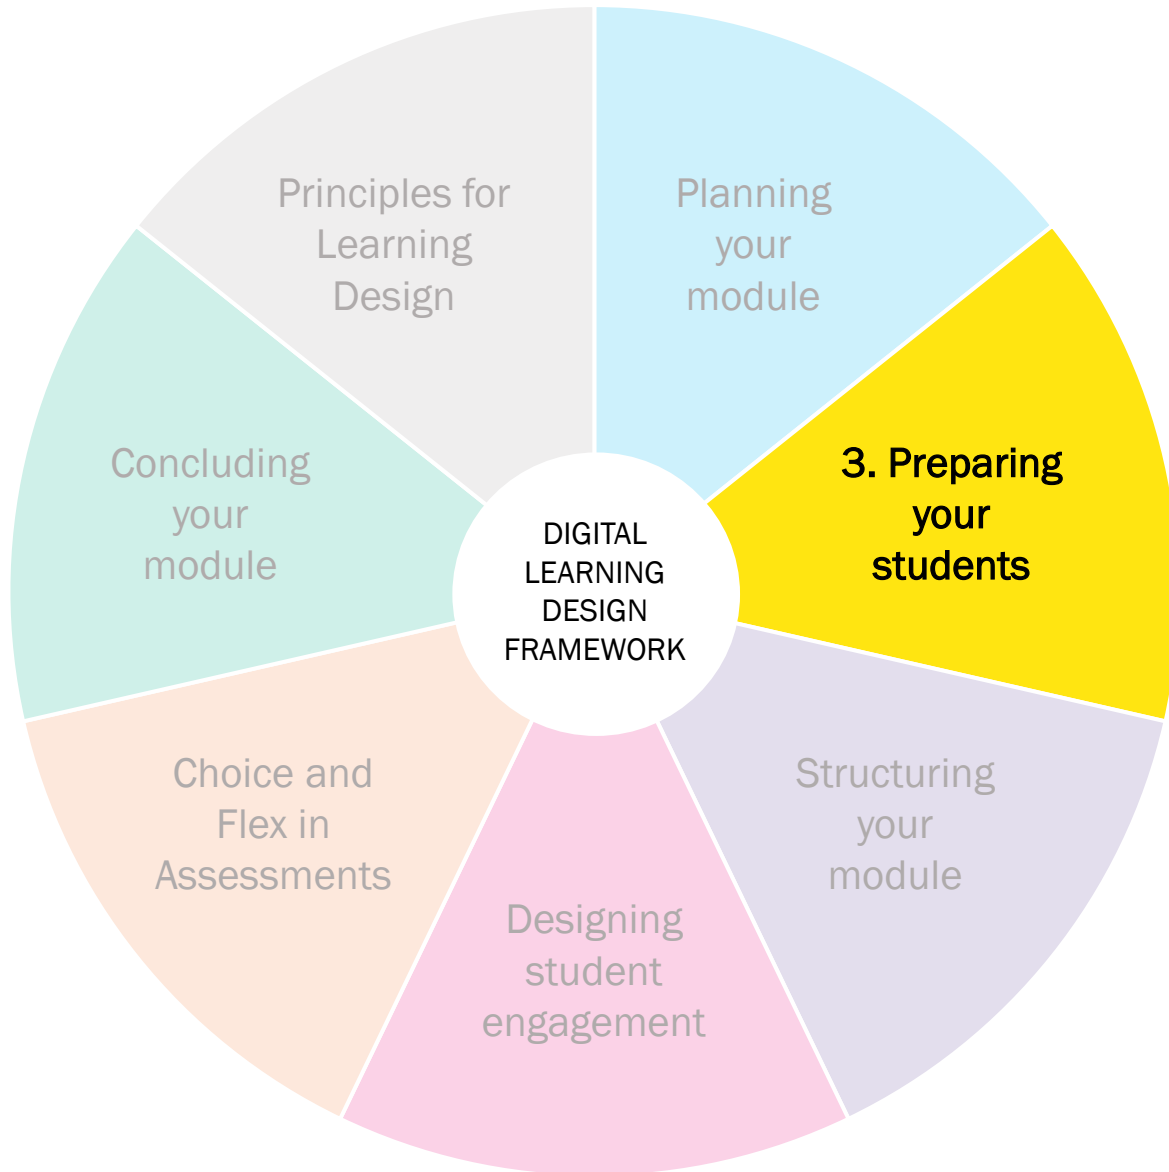 Principles for
Learning
Design
Planning
your
module
3. Preparing
your
students
Structuring
your
module
Designing
student
engagement
Choice and
Flex in
Assessments
Concluding
your
module
DIGITAL
LEARNING
DESIGN
FRAMEWORK